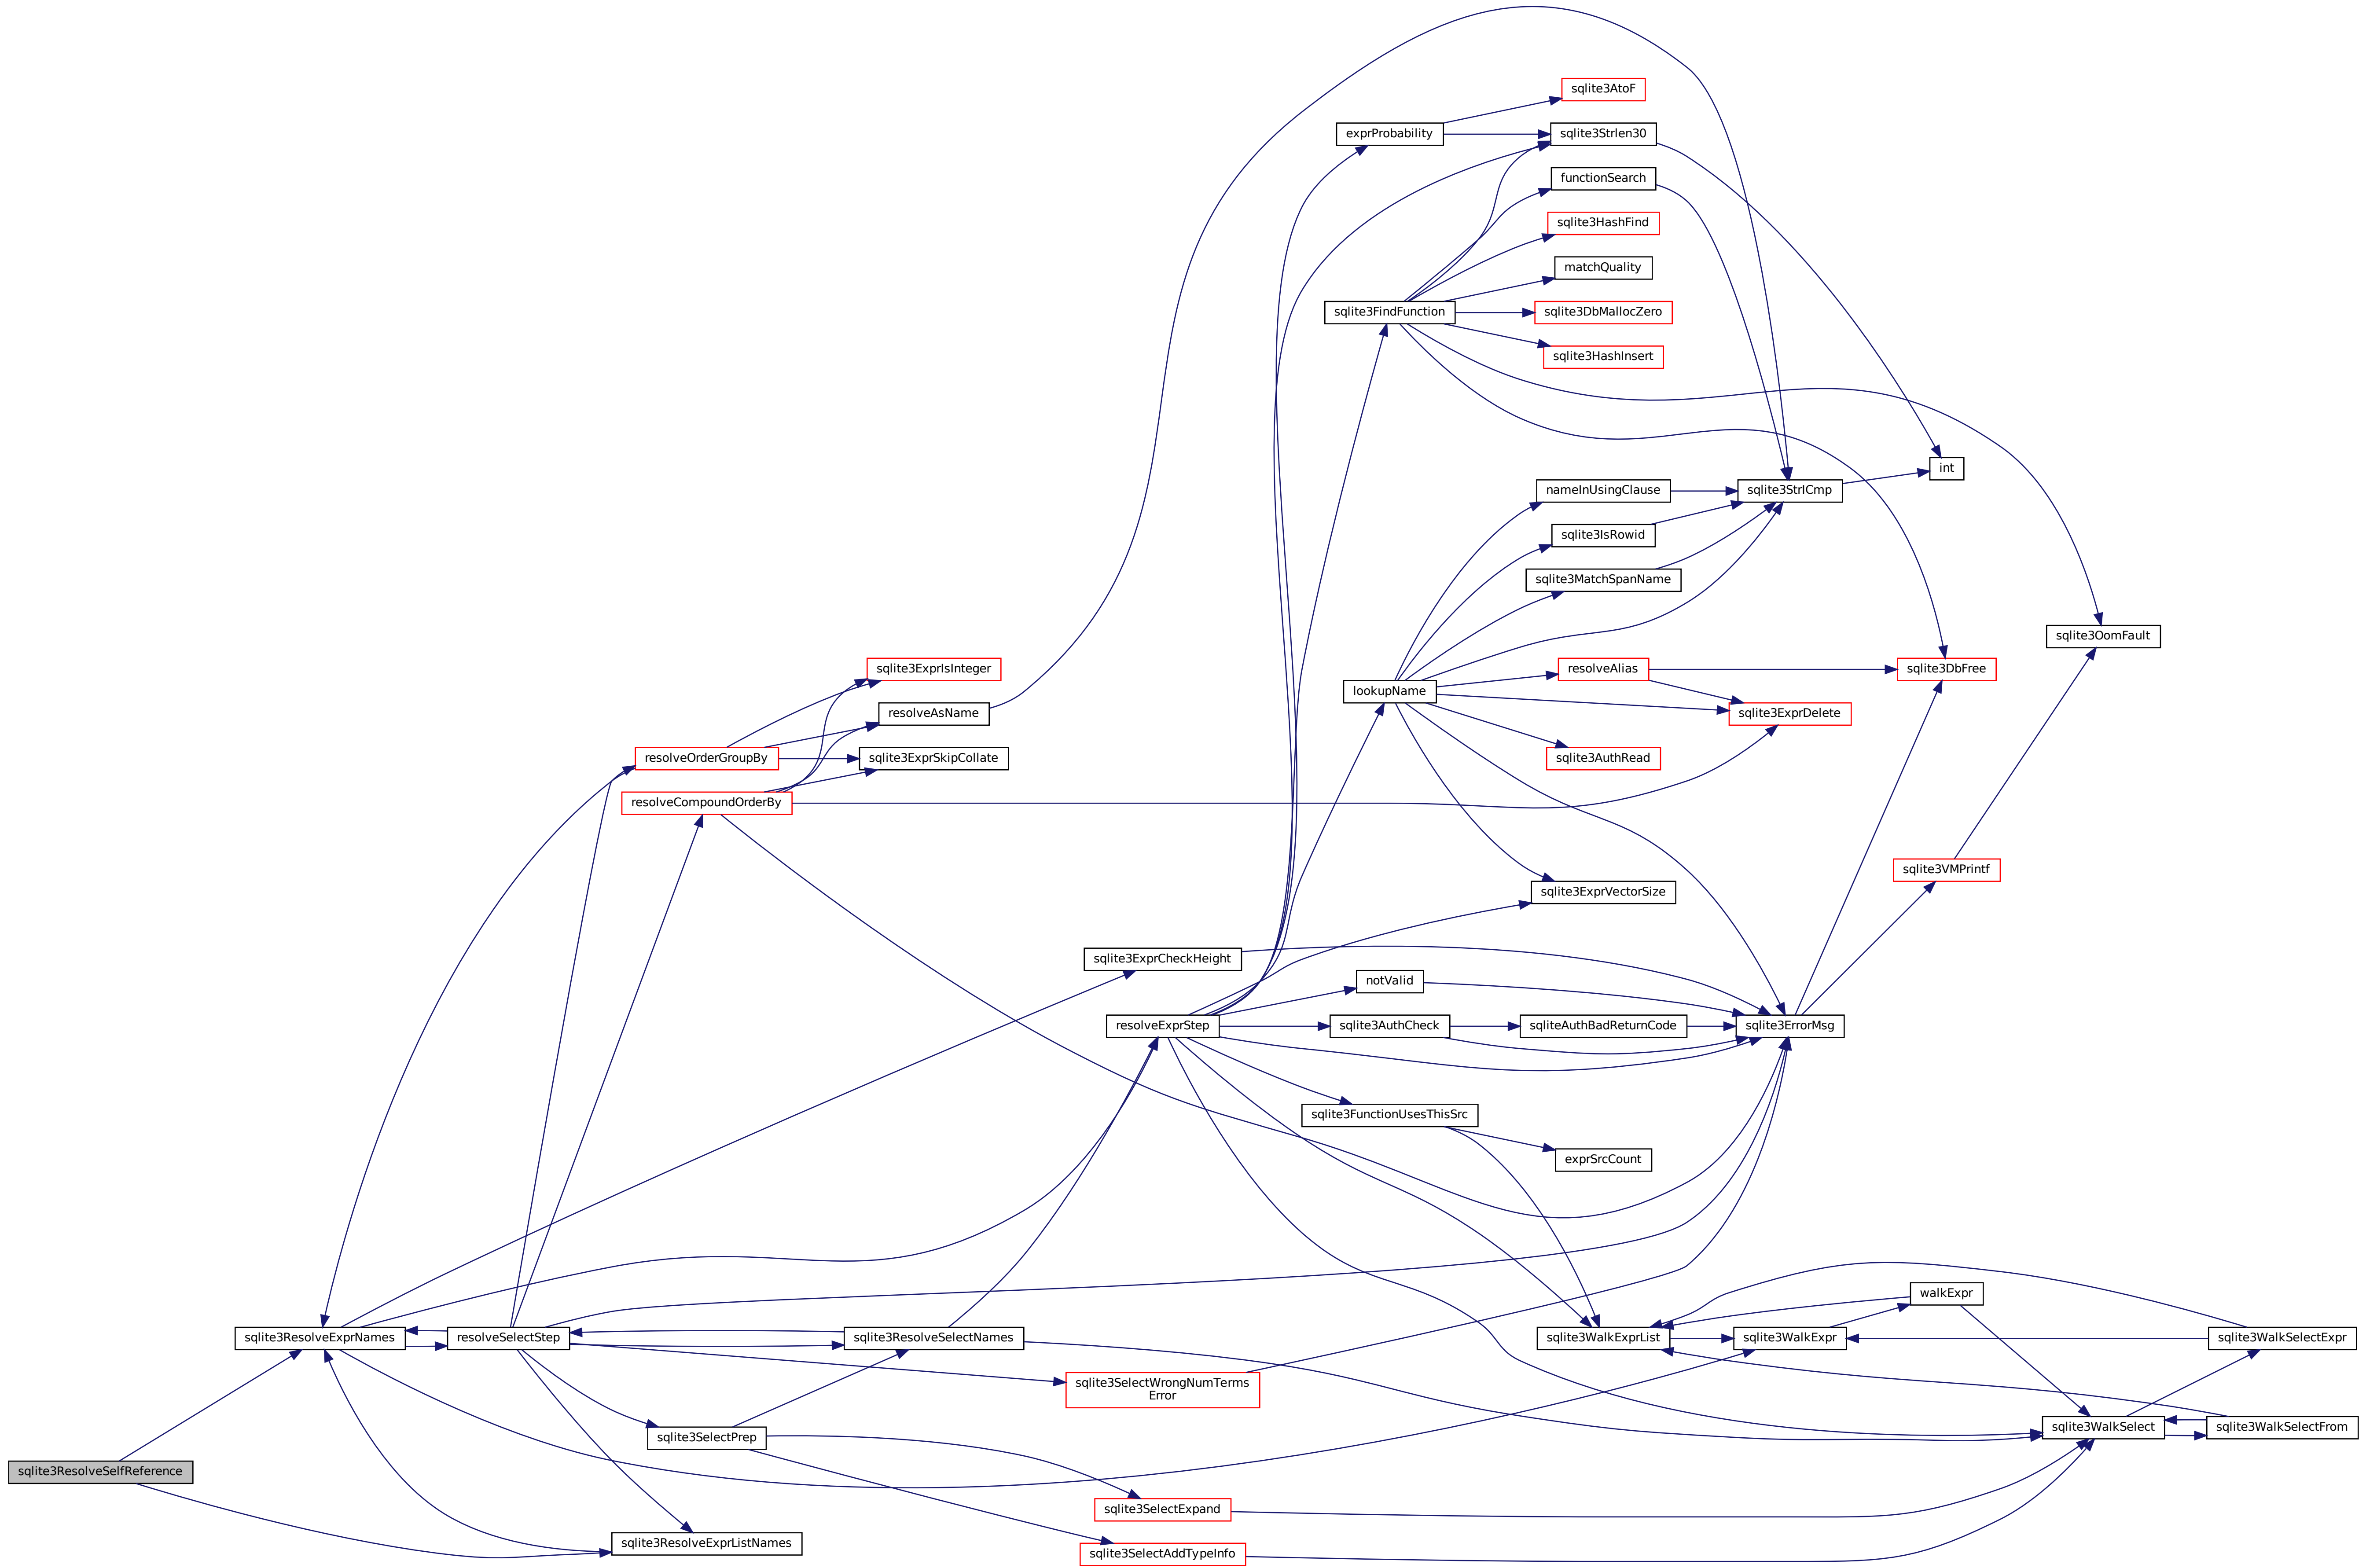 sqlite3AtoF
exprProbability
sqlite3Strlen30
functionSearch
sqlite3HashFind
matchQuality
sqlite3FindFunction
sqlite3DbMallocZero
sqlite3HashInsert
int
nameInUsingClause
sqlite3StrICmp
sqlite3IsRowid
sqlite3MatchSpanName
sqlite3OomFault
sqlite3ExprIsInteger
resolveAlias
sqlite3DbFree
lookupName
resolveAsName
sqlite3ExprDelete
resolveOrderGroupBy
sqlite3ExprSkipCollate
sqlite3AuthRead
resolveCompoundOrderBy
sqlite3VMPrintf
sqlite3ExprVectorSize
sqlite3ExprCheckHeight
notValid
resolveExprStep
sqlite3AuthCheck
sqliteAuthBadReturnCode
sqlite3ErrorMsg
sqlite3FunctionUsesThisSrc
exprSrcCount
walkExpr
sqlite3ResolveExprNames
resolveSelectStep
sqlite3ResolveSelectNames
sqlite3WalkExprList
sqlite3WalkExpr
sqlite3WalkSelectExpr
sqlite3SelectWrongNumTerms
Error
sqlite3SelectPrep
sqlite3WalkSelect
sqlite3WalkSelectFrom
sqlite3ResolveSelfReference
sqlite3SelectExpand
sqlite3ResolveExprListNames
sqlite3SelectAddTypeInfo